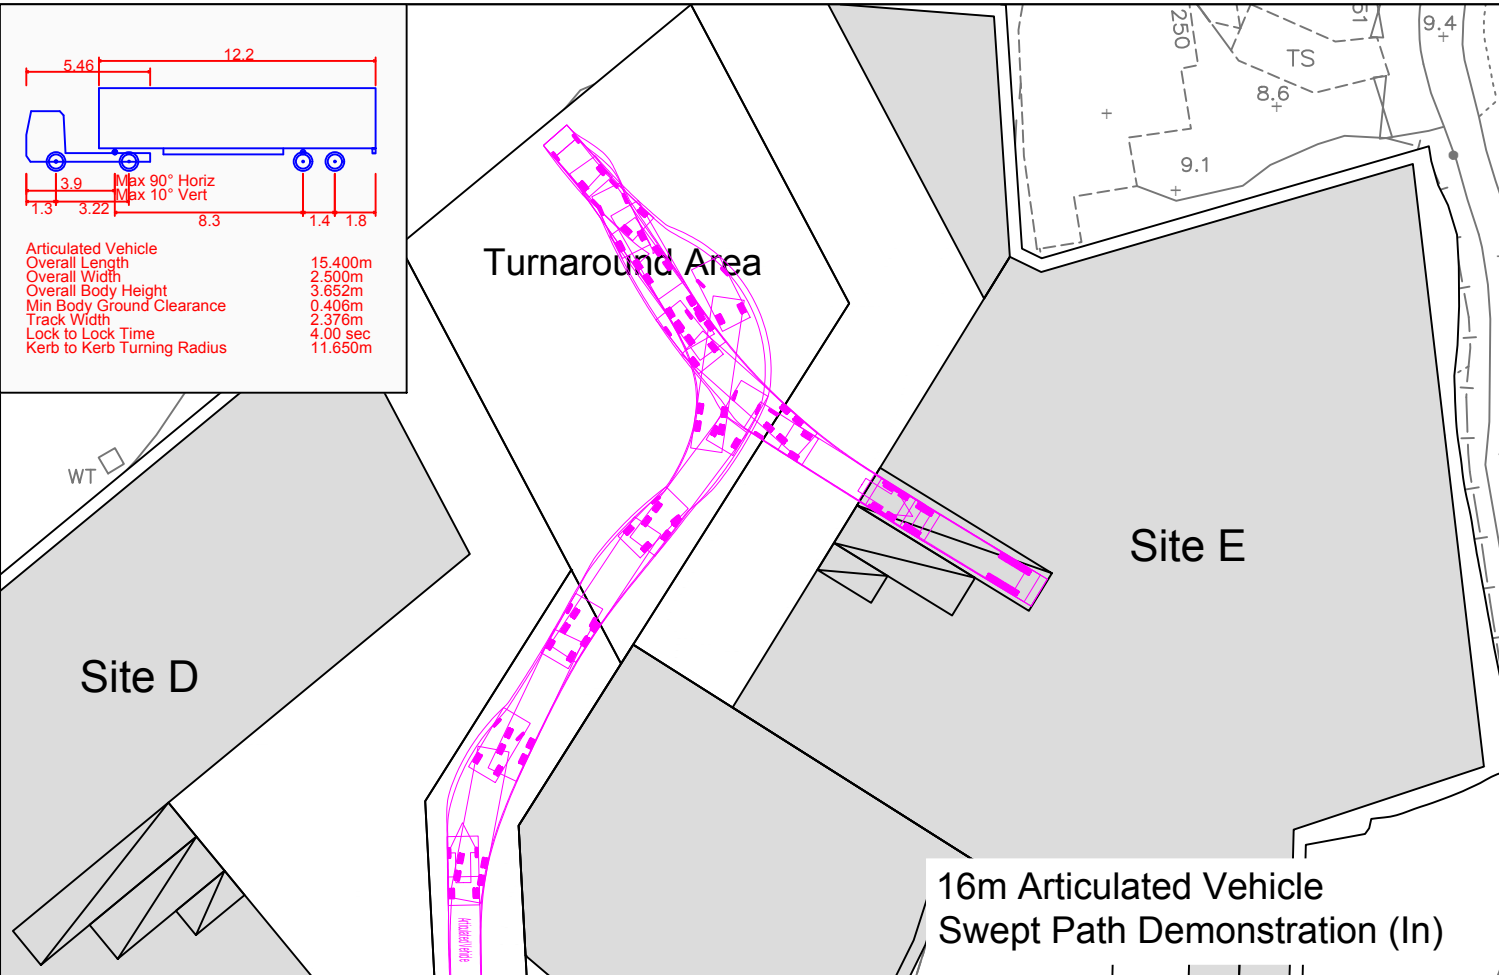 12.2
5.46
3.9
Max 90° Horiz
Max 10° Vert
1.3
3.22
8.3
1.4
1.8
Articulated Vehicle
Overall Length 15.400m
Overall Width 2.500m
Overall Body Height 3.652m
Min Body Ground Clearance 0.406m
Track Width 2.376m
Lock to Lock Time 4.00 sec
Kerb to Kerb Turning Radius 11.650m
250
51
9.4
TS
8.6
9.1
Turnaround Area
WT
Site E
Site D
Articulated Vehicle
16m Articulated Vehicle
Swept Path Demonstration (In)